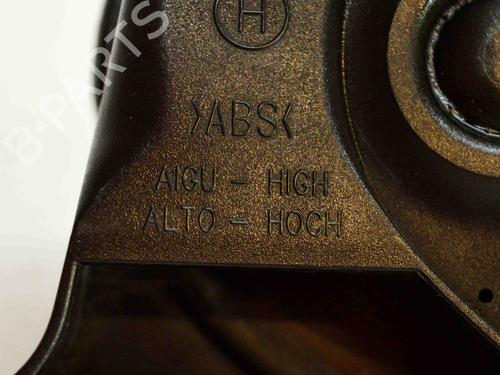 H
>ABS<
AIGU - HIGH
ALTO - HOCH
B-PARTS